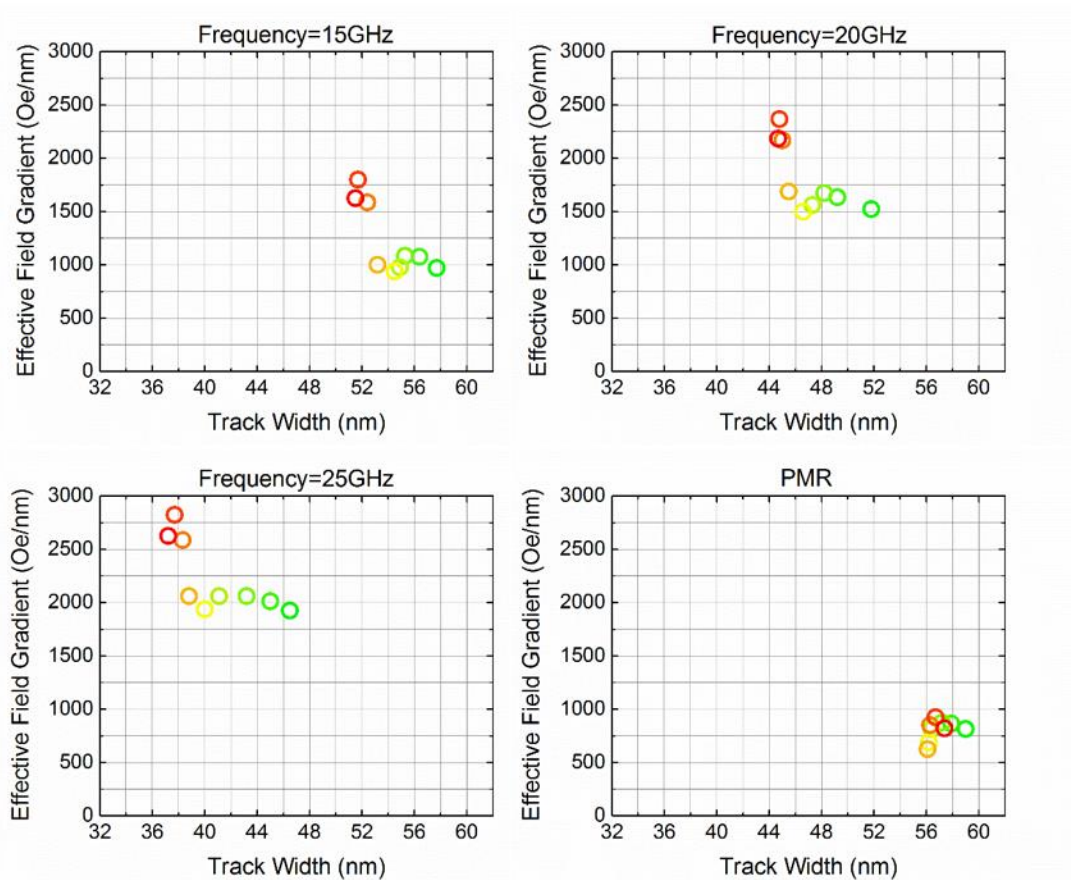 Frequency=15GHz
Effective Field Gradient (Oe/nm)
3000
2500
2000
1500
1000
500
0
32 36 40 44 48 52 56 60
Track Width (nm)
Frequency=20GHz
Effective Field Gradient (Oe/nm)
3000
2500
2000
1500
1000
500
0
32 36 40 44 48 52 56 60
Track Width (nm)
Frequency=25GHz
Effective Field Gradient (Oe/nm)
3000
2500
2000
1500
1000
500
0
32 36 40 44 48 52 56 60
Track Width (nm)
PMR
Effective Field Gradient (Oe/nm)
3000
2500
2000
1500
1000
500
0
32 36 40 44 48 52 56 60
Track Width (nm)